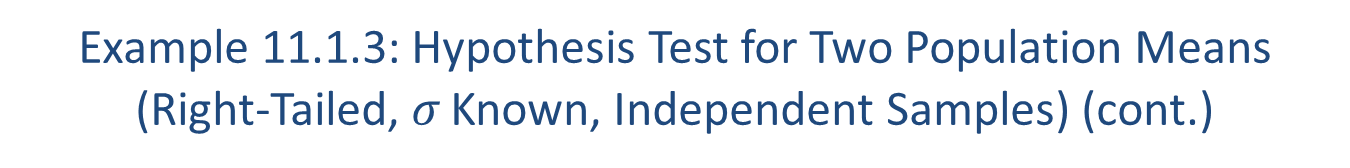 Example 11.1.3: Hypothesis Test for Two Population Means
(Right-Tailed, 𝜎 Known, Independent Samples) (cont.)